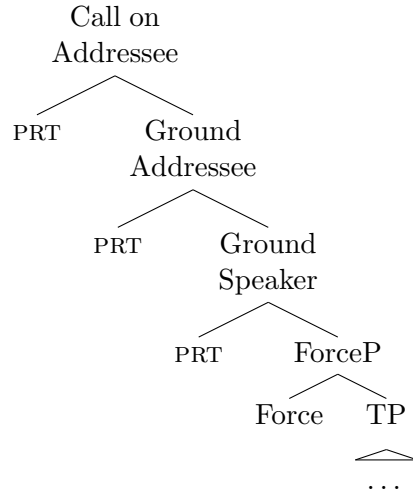 Call on
Addressee
PRT
Ground
Addressee
PRT
Ground
Speaker
PRT
ForceP
Force
TP
...